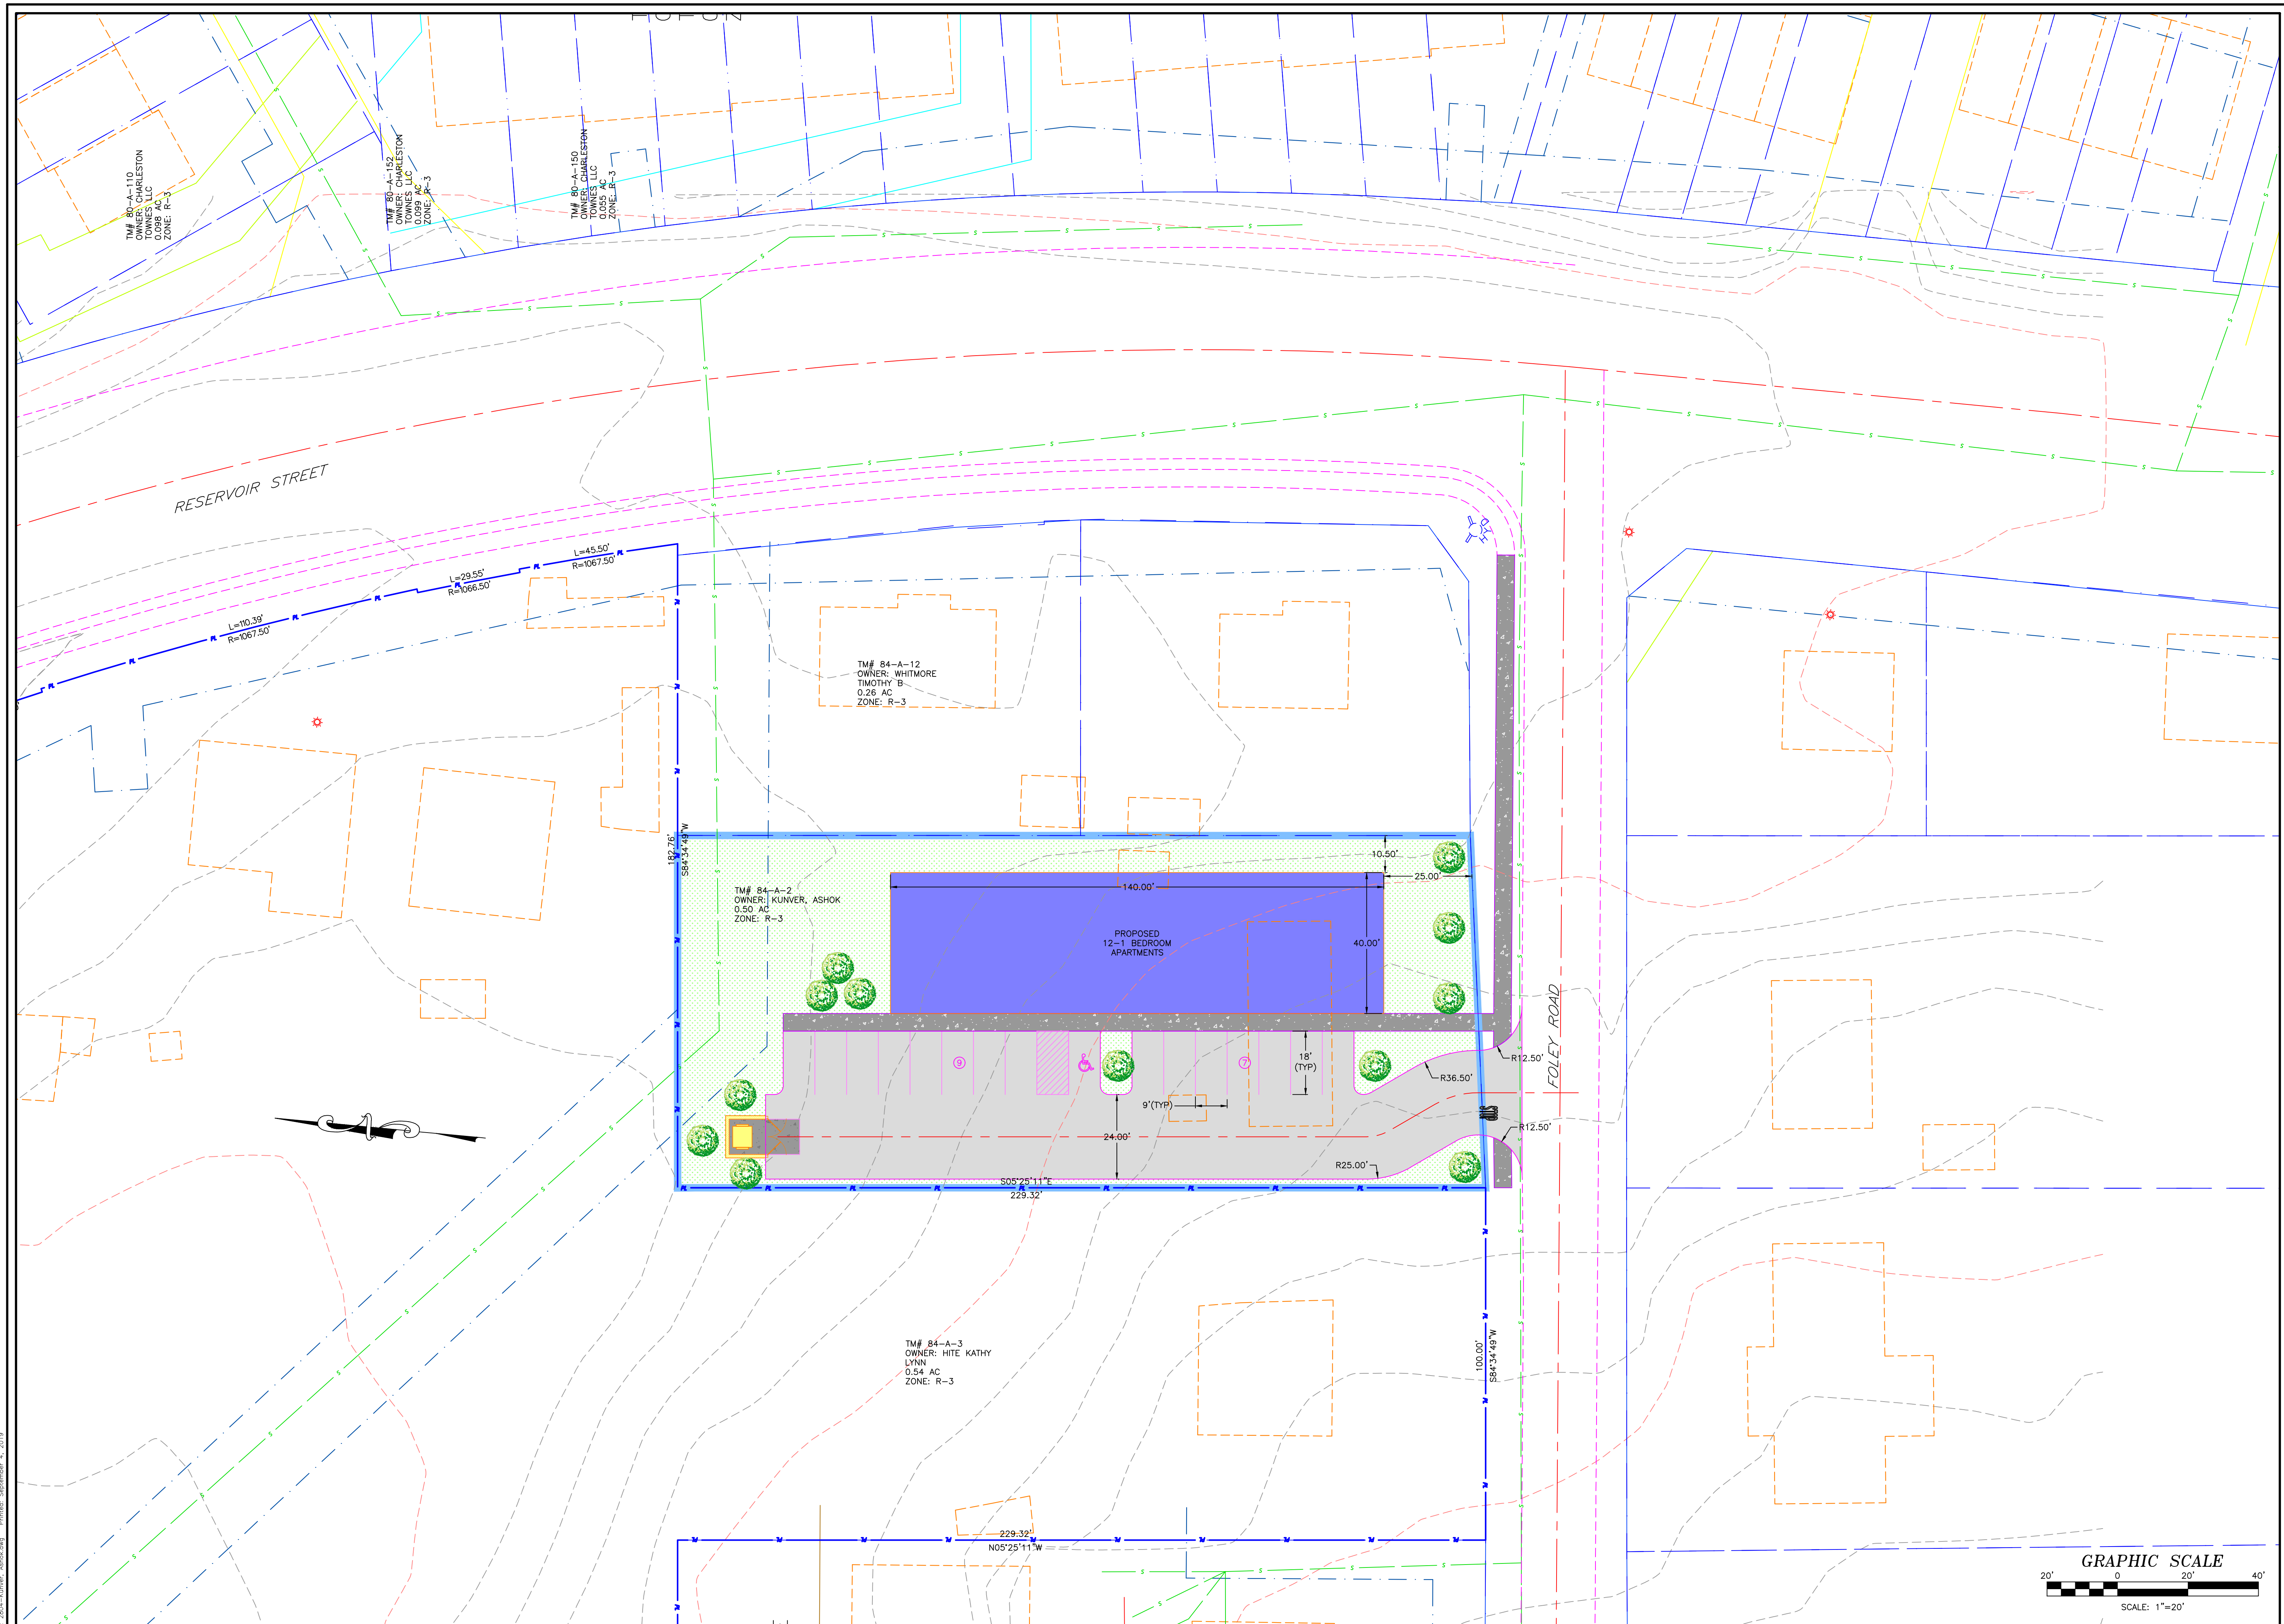 TM# 80-A-110
OWNER: CHARLESTON
TOWNES LLC
0.098 AC
ZONE: R-3
TM# 80-A-152
OWNER: CHARLESTON
TOWNES LLC
0.099 AC
ZONE: R-3
TM# 80-A-150
OWNER: CHARLESTON
TOWNES LLC
0.055 AC
ZONE: R-3
RESERVOIR STREET
L=45.50'
R=1067.50'
L=29.55'
R=1066.50'
L=110.39'
R=1067.50'
TM# 84-A-12
OWNER: WHITMORE
TIMOTHY B
0.26 AC
ZONE: R-3
182.76'
S84°34'49"W
10.50'
25.00'
140.00'
TM# 84-A-2
OWNER: KUNVER, ASHOK
0.50 AC
ZONE: R-3
PROPOSED
12-1 BEDROOM
APARTMENTS
40.00'
FOLEY ROAD
9
7
18'
(TYP)
R12.50'
R36.50'
9'(TYP)
24.00'
R12.50'
R25.00'
S05°25'11"E
229.32'
TM# 84-A-3
OWNER: HITE KATHY
LYNN
0.54 AC
ZONE: R-3
100.00'
S84°34'49"W
229.32'
N05°25'11"W
GRAPHIC SCALE
20' 0 20' 40'
SCALE: 1"=20'
Printed: September 4, 2019